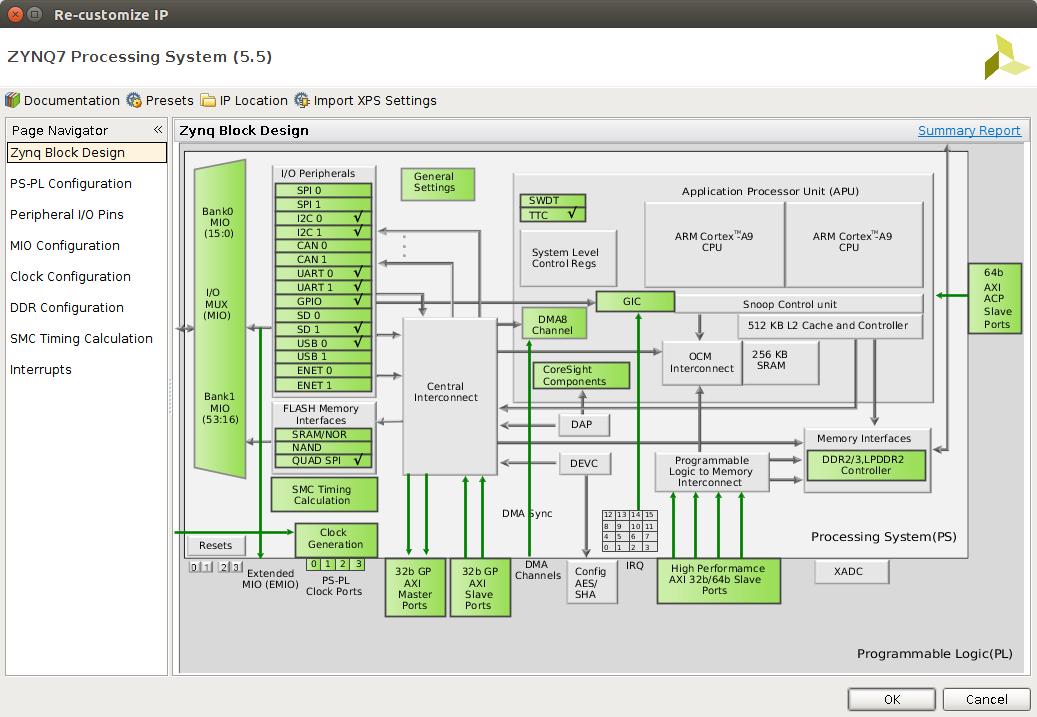 Re-customize IP
ZYNQ7 Processing System (5.5)
Documentation Presets IP Location Import XPS Settings
Page Navigator «
Zynq Block Design
PS-PL Configuration
Peripheral I/O Pins
MIO Configuration
Clock Configuration
DDR Configuration
SMC Timing Calculation
Interrupts
Zynq Block Design
Summary Report
Bank0
MIO
(15:0)
I/O
MUX
(MIO)
Bank1
MIO
(53:16)
I/O Peripherals
SPI 0
SPI 1
I2C 0 √
I2C 1 √
CAN 0
CAN 1
UART 0 √
UART 1 √
GPIO √
SD 0
SD 1 √
USB 0 √
USB 1
ENET 0
ENET 1
FLASH Memory
Interfaces
SRAM/NOR
NAND
QUAD SPI √
SMC Timing
Calculation
Clock
Generation
0 1 2 3
PS-PL
Clock Ports
Resets
0 1 2 3
Extended
MIO (EMIO)
General
Settings
Central
Interconnect
32b GP
AXI
Master
Ports
32b GP
AXI
Slave
Ports
Application Processor Unit (APU)
SWDT
TTC √
System Level
Control Regs
ARM Cortex™-A9
CPU
ARM Cortex™-A9
CPU
GIC
Snoop Control unit
DMA8
Channel
512 KB L2 Cache and Controller
OCM
Interconnect
256 KB
SRAM
CoreSight
Components
DAP
DEVC
DMA Sync
DMA
Channels
Config
AES/
SHA
12 13 14 15
8 9 10 11
4 5 6 7
0 1 2 3
IRQ
Programmable
Logic to Memory
Interconnect
Memory Interfaces
DDR2/3,LPDDR2
Controller
64b
AXI
ACP
Slave
Ports
Processing System(PS)
High Performamce
AXI 32b/64b Slave
Ports
XADC
Programmable Logic(PL)
OK
Cancel